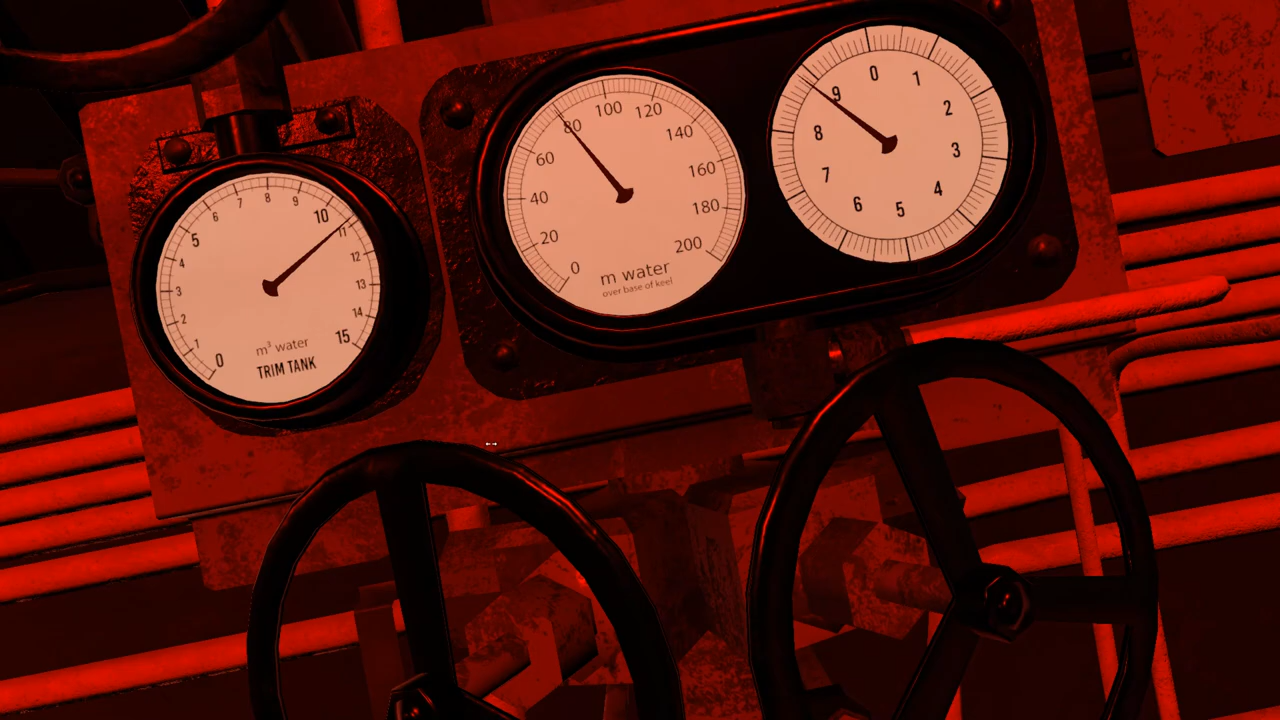 0 1 2 3 4 5 6 7 8 9 10 11 12 13 14 15
m³ water
TRIM TANK
0 20 40 60 80 100 120 140 160 180 200
m water
over base of keel
0 1 2 3 4 5 6 7 8 9